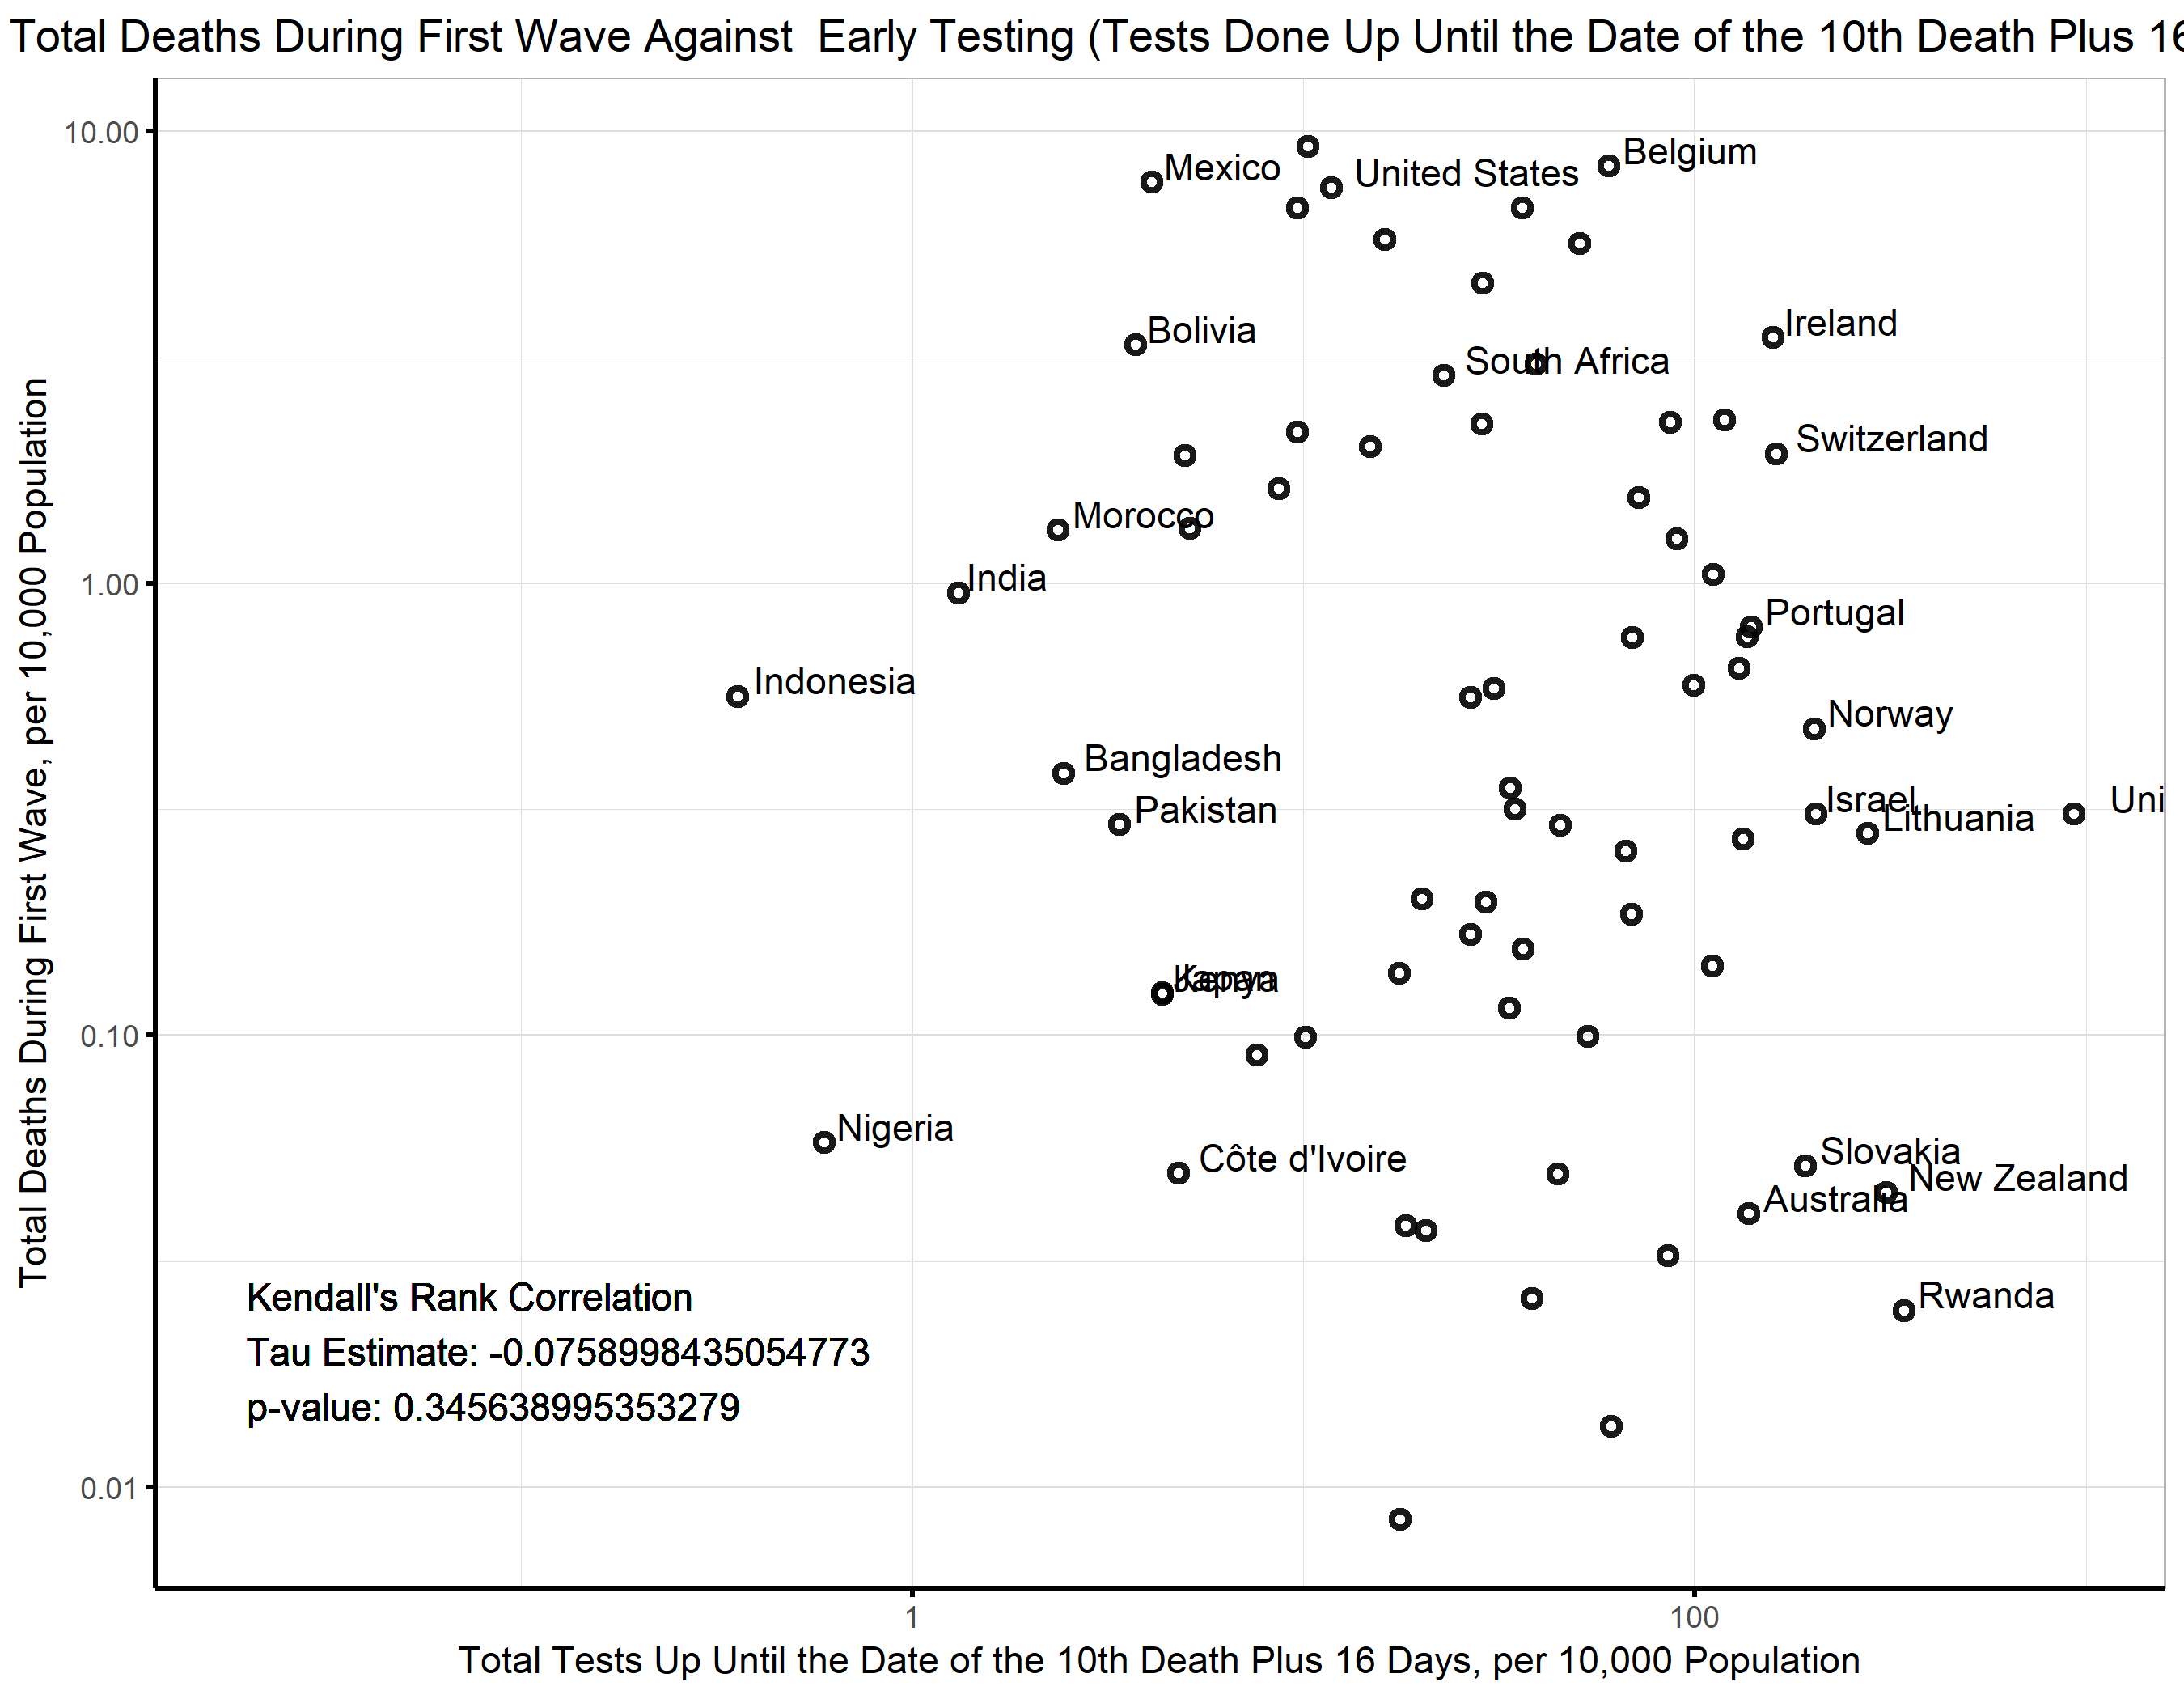 Total Deaths During First Wave Against  Early Testing (Tests Done Up Until the Date of the 10th Death Plus 16
10.00
1.00
0.10
0.01
Total Deaths During First Wave, per 10,000 Population
Mexico
United States
Belgium
Bolivia
Ireland
South Africa
Switzerland
Morocco
India
Portugal
Indonesia
Norway
Bangladesh
Pakistan
Israel
Lithuania
Uni
Japan
Kenya
Nigeria
Côte d'Ivoire
Slovakia
New Zealand
Australia
Rwanda
Kendall's Rank Correlation
Tau Estimate: -0.0758998435054773
p-value: 0.345638995353279
1
100
Total Tests Up Until the Date of the 10th Death Plus 16 Days, per 10,000 Population